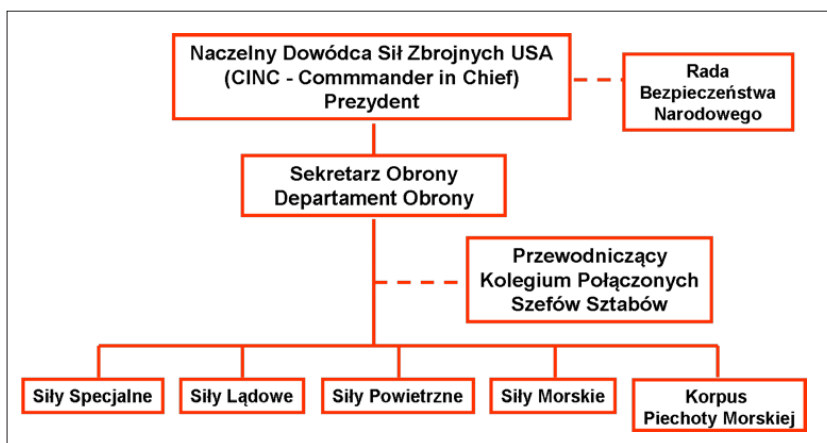 Naczelny Dowódca Sił Zbrojnych USA
(CINC - Commmander in Chief)
Prezydent
Rada
Bezpieczeństwa
Narodowego
Sekretarz Obrony
Departament Obrony
Przewodniczący
Kolegium Połączonych
Szefów Sztabów
Siły Specjalne
Siły Lądowe
Siły Powietrzne
Siły Morskie
Korpus
Piechoty Morskiej